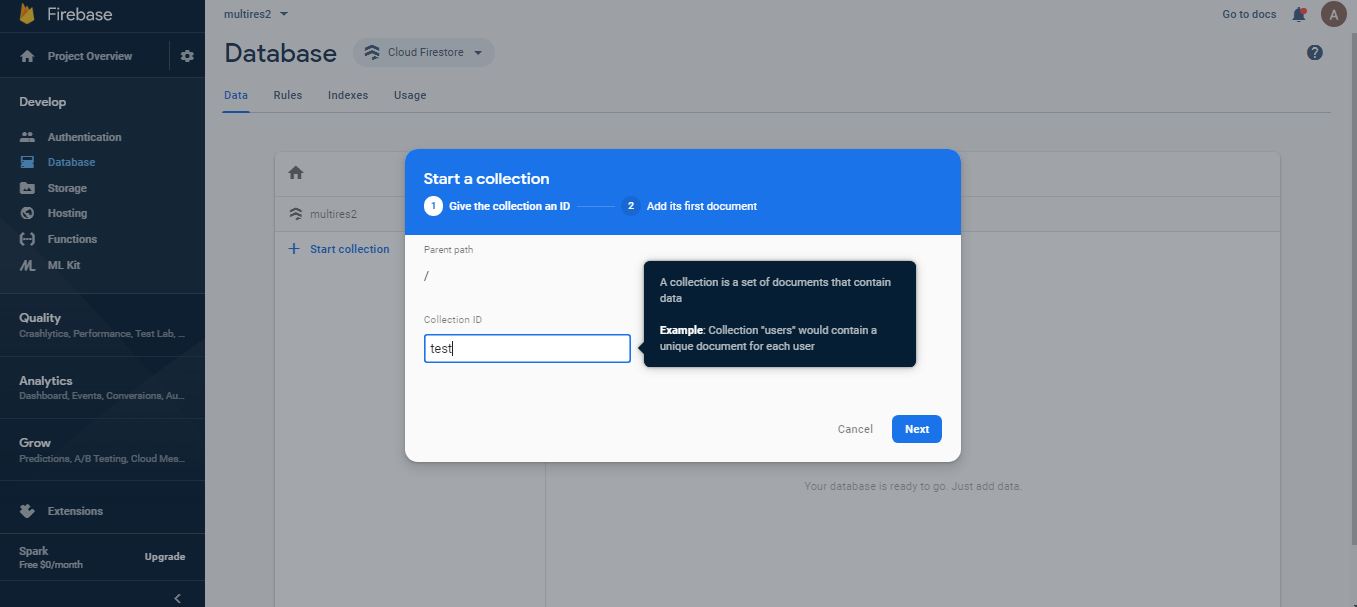 Firebase
Project Overview
Develop
Authentication
Database
Storage
Hosting
Functions
ML Kit
Quality
Crashlytics, Performance, Test Lab, ...
Analytics
Dashboard, Events, Conversions, Au...
Grow
Predictions, A/B Testing, Cloud Mes...
Extensions
Spark
Free $0/month
Upgrade
multires2
Go to docs
A
Database
Cloud Firestore
?
Data Rules Indexes Usage
multires2
Start collection
Start a collection
1 Give the collection an ID 2 Add its first document
Parent path
/
Collection ID
test
A collection is a set of documents that contain
data
Example: Collection "users" would contain a
unique document for each user
Cancel Next
Your database is ready to go. Just add data.